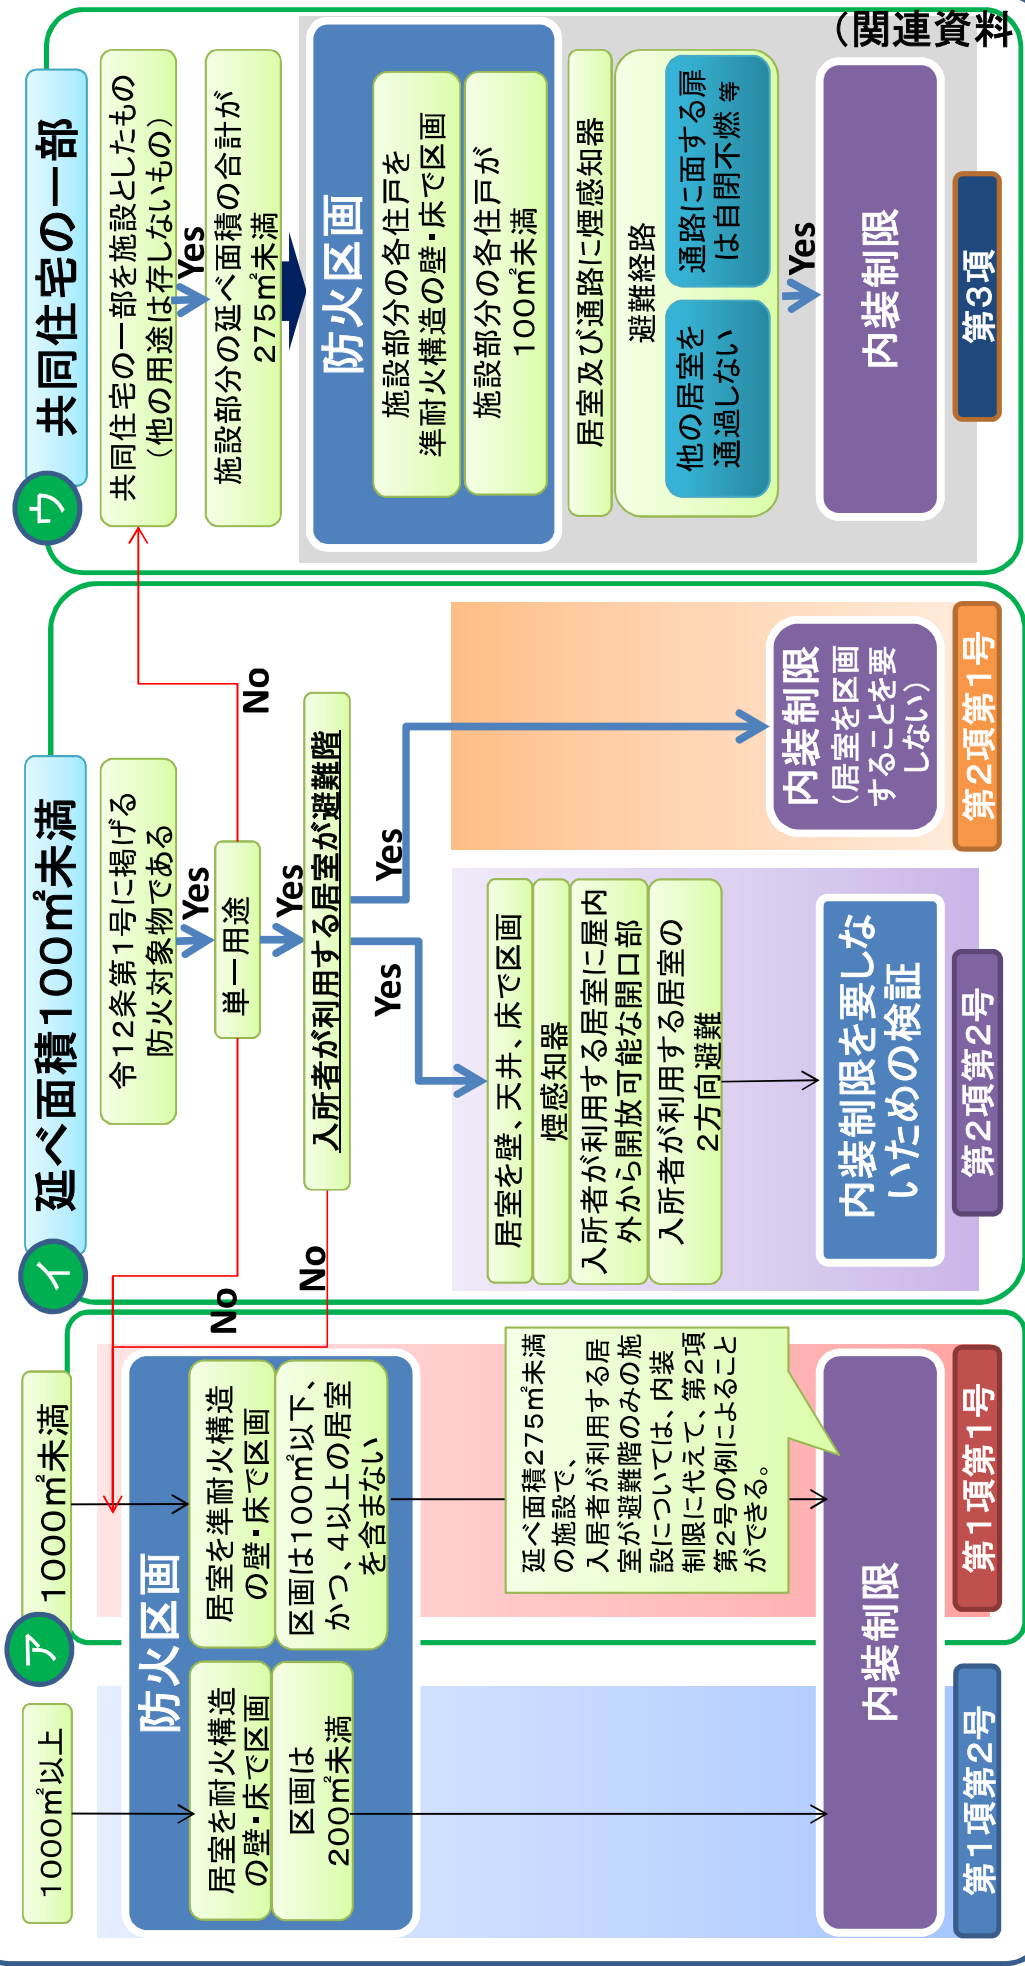 （関連資料
1000㎡以上
防火区画
居室を耐火構造
の壁・床で区画
区画は
200㎡未満
第１項第２号
ア
1000㎡未満
居室を準耐火構造
の壁・床で区画
区画は100㎡以下、
かつ、4以上の居室
を含まない
延べ面積275㎡未満
の施設で、
入居者が利用する居
室が避難階のみの施
設については、内装
制限に代えて、第2項
第2号の例によること
ができる。
内装制限
第１項第１号
イ
延べ面積100㎡未満
令12条第１号に掲げる
防火対象物である
Yes
単一用途
No
No
Yes
入所者が利用する居室が避難階
No
Yes
Yes
居室を壁、天井、床で区画
煙感知器
入所者が利用する居室に屋内
外から開放可能な開口部
入所者が利用する居室の
２方向避難
内装制限を要しな
いための検証
第２項第２号
内装制限
（居室を区画
することを要
しない）
第２項第１号
ウ
共同住宅の一部
共同住宅の一部を施設としたもの
（他の用途は存しないもの）
Yes
施設部分の延べ面積の合計が
275㎡未満
防火区画
施設部分の各住戸を
準耐火構造の壁・床で区画
施設部分の各住戸が
100㎡未満
居室及び通路に煙感知器
避難経路
他の居室を
通過しない
通路に面する扉
は自閉不燃 等
Yes
内装制限
第３項